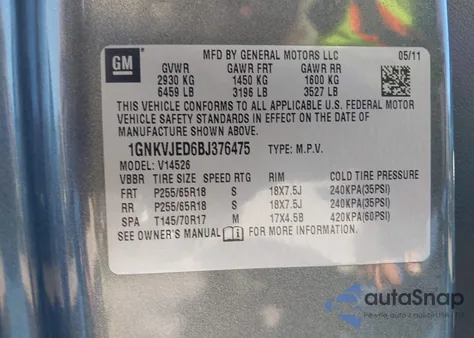 GM
MFD BY GENERAL MOTORS LLC 05/11
GVWR GAWR FRT GAWR RR
2930 KG 1450 KG 1600 KG
6459 LB 3196 LB 3527 LB
THIS VEHICLE CONFORMS TO ALL APPLICABLE U.S. FEDERAL MOTOR
VEHICLE SAFETY STANDARDS IN EFFECT ON THE DATE OF
MANUFACTURE SHOWN ABOVE.
1GNKVJED6BJ376475 TYPE: M.P.V.
MODEL: V14526
VBBR TIRE SIZE SPEED RTG RIM COLD TIRE PRESSURE
FRT P255/65R18 S 18X7.5J 240KPA(35PSI)
RR P255/65R18 S 18X7.5J 240KPA(35PSI)
SPA T145/70R17 M 17X4.5B 420KPA(60PSI)
SEE OWNER'S MANUAL FOR MORE INFORMATION.
autoSnap